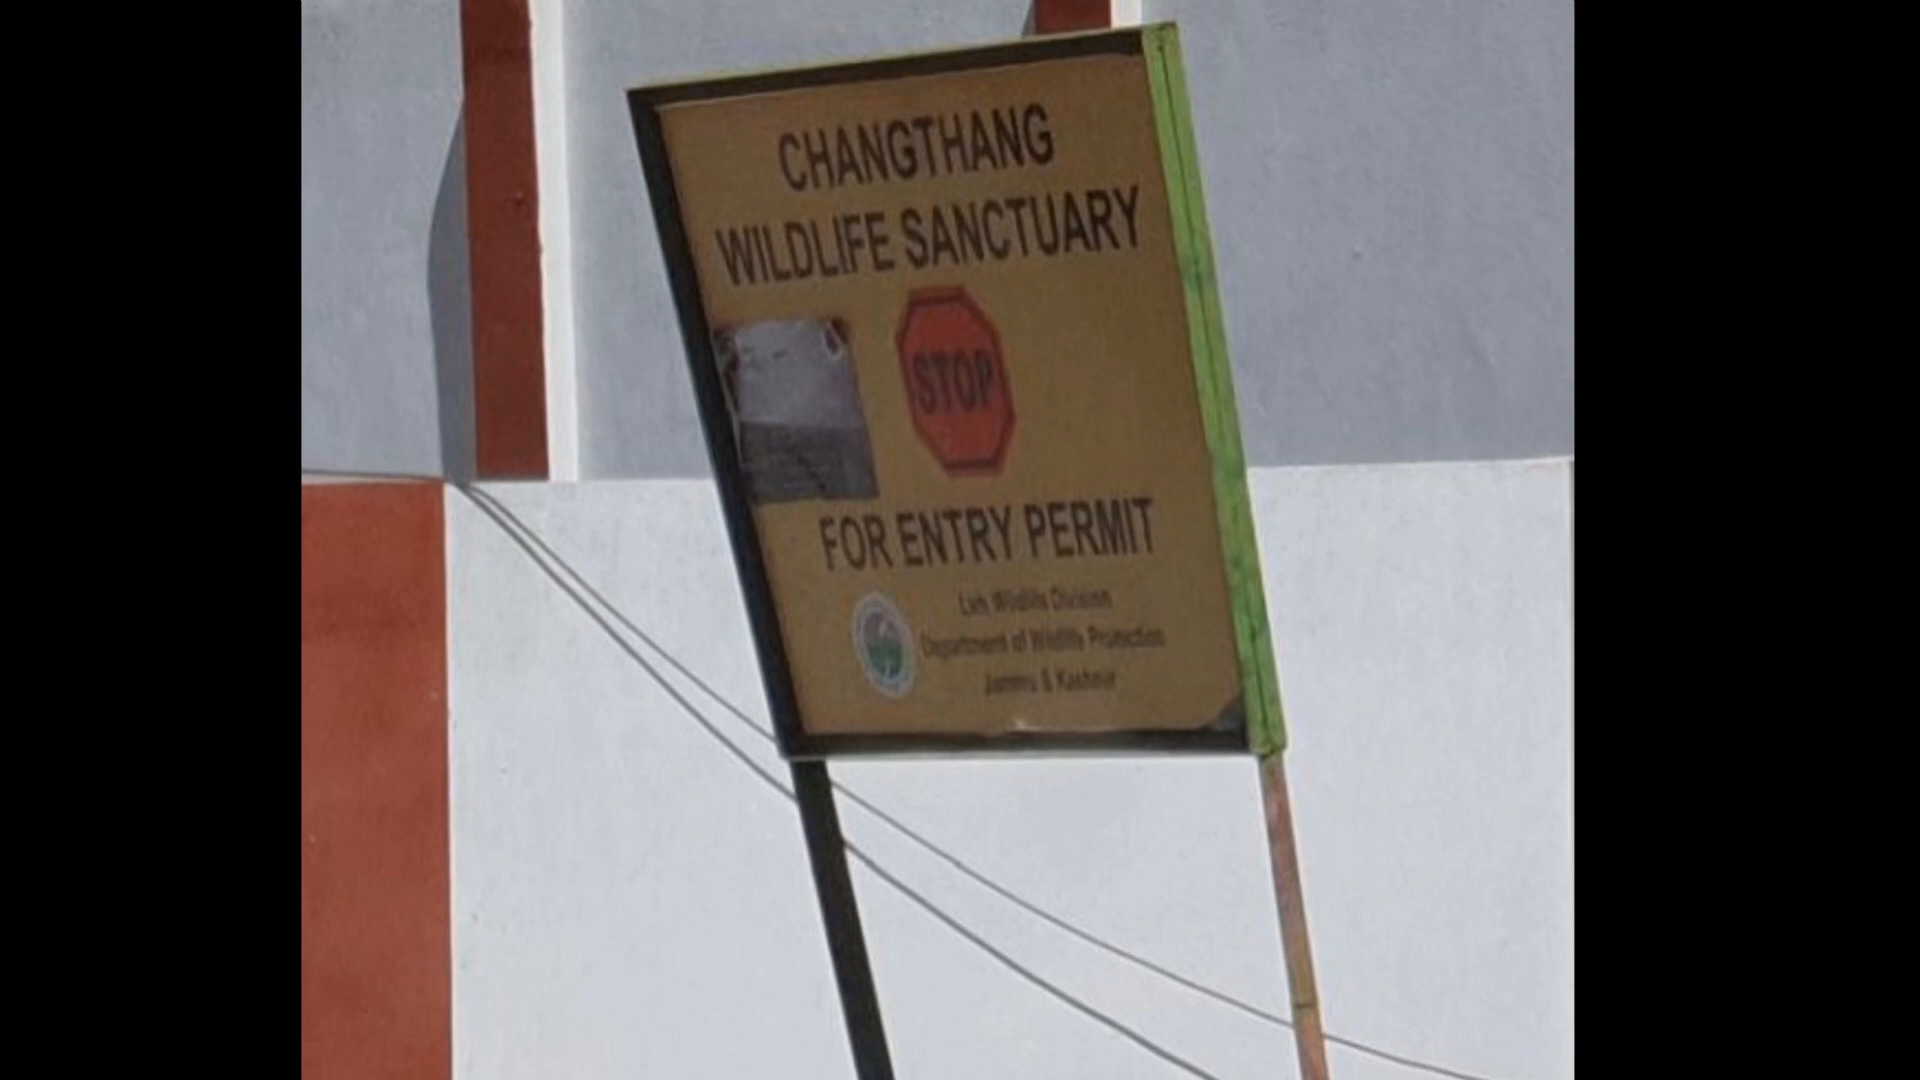 CHANGTHANG
WILDLIFE SANCTUARY
STOP
FOR ENTRY PERMIT
Leh Wildlife Division
Department of Wildlife Protection
Jammu & Kashmir